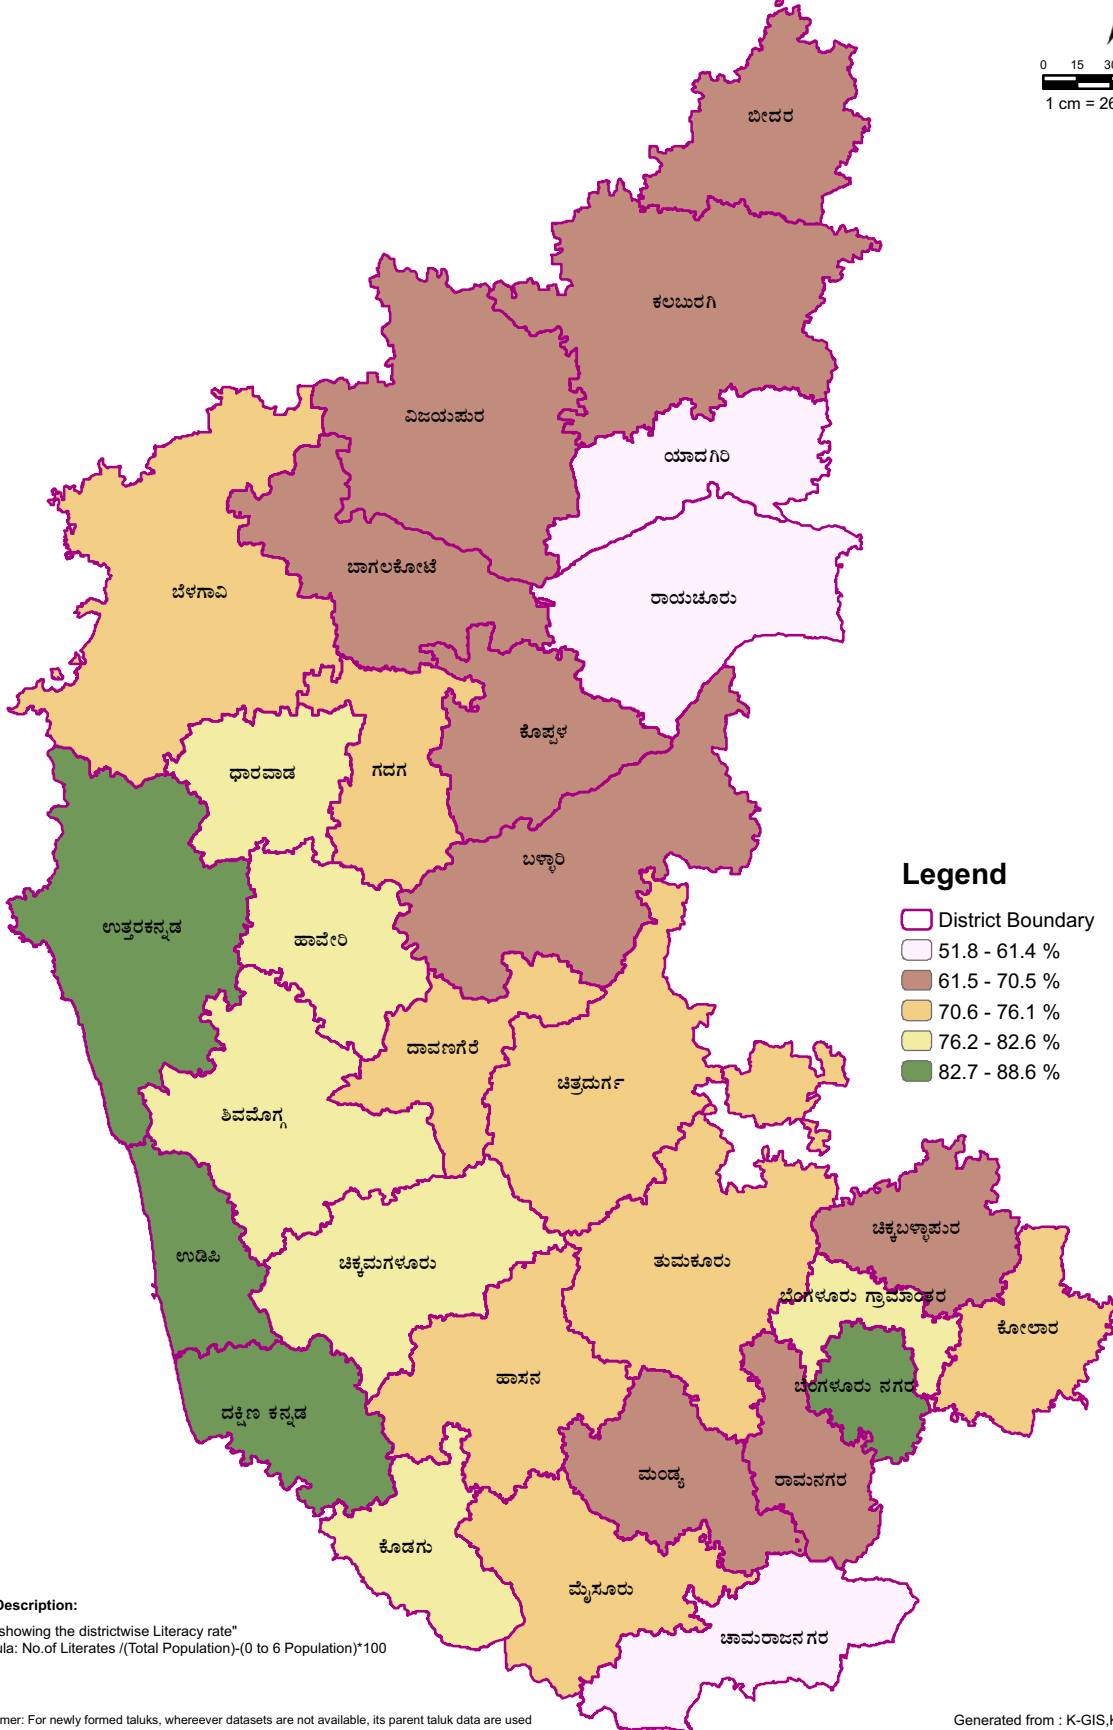 0 15
1 cm = 26
ಬೀದರ
ಕಲಬುರಗಿ
ವಿಜಯಪುರ
ಯಾದಗಿರಿ
ಬಾಗಲಕೋಟೆ
ಬೆಳಗಾವಿ
ರಾಯಚೂರು
ಕೊಪ್ಪಳ
ಧಾರವಾಡ
ಗದಗ
ಬಳ್ಳಾರಿ
Legend
District Boundary
51.8 - 61.4 %
61.5 - 70.5 %
70.6 - 76.1 %
76.2 - 82.6 %
82.7 - 88.6 %
ಉತ್ತರಕನ್ನಡ
ಹಾವೇರಿ
ದಾವಣಗೆರೆ
ಚಿತ್ರದುರ್ಗ
ಶಿವಮೊಗ್ಗ
ಚಿಕ್ಕಬಳ್ಳಾಪುರ
ಉಡಿಪಿ
ಚಿಕ್ಕಮಗಳೂರು
ತುಮಕೂರು
ಬೆಂಗಳೂರು ಗ್ರಾಮಾಂತರ
ಕೋಲಾರ
ಹಾಸನ
ಬೆಂಗಳೂರು ನಗರ
ದಕ್ಷಿಣ ಕನ್ನಡ
ಮಂಡ್ಯ
ರಾಮನಗರ
ಕೊಡಗು
ಮೈಸೂರು
ಚಾಮರಾಜನಗರ
Description:
showing the districtwise Literacy rate"
ula: No.of Literates /(Total Population)-(0 to 6 Population)*100
mer: For newly formed taluks, whereever datasets are not available, its parent taluk data are used
Generated from : K-GIS,